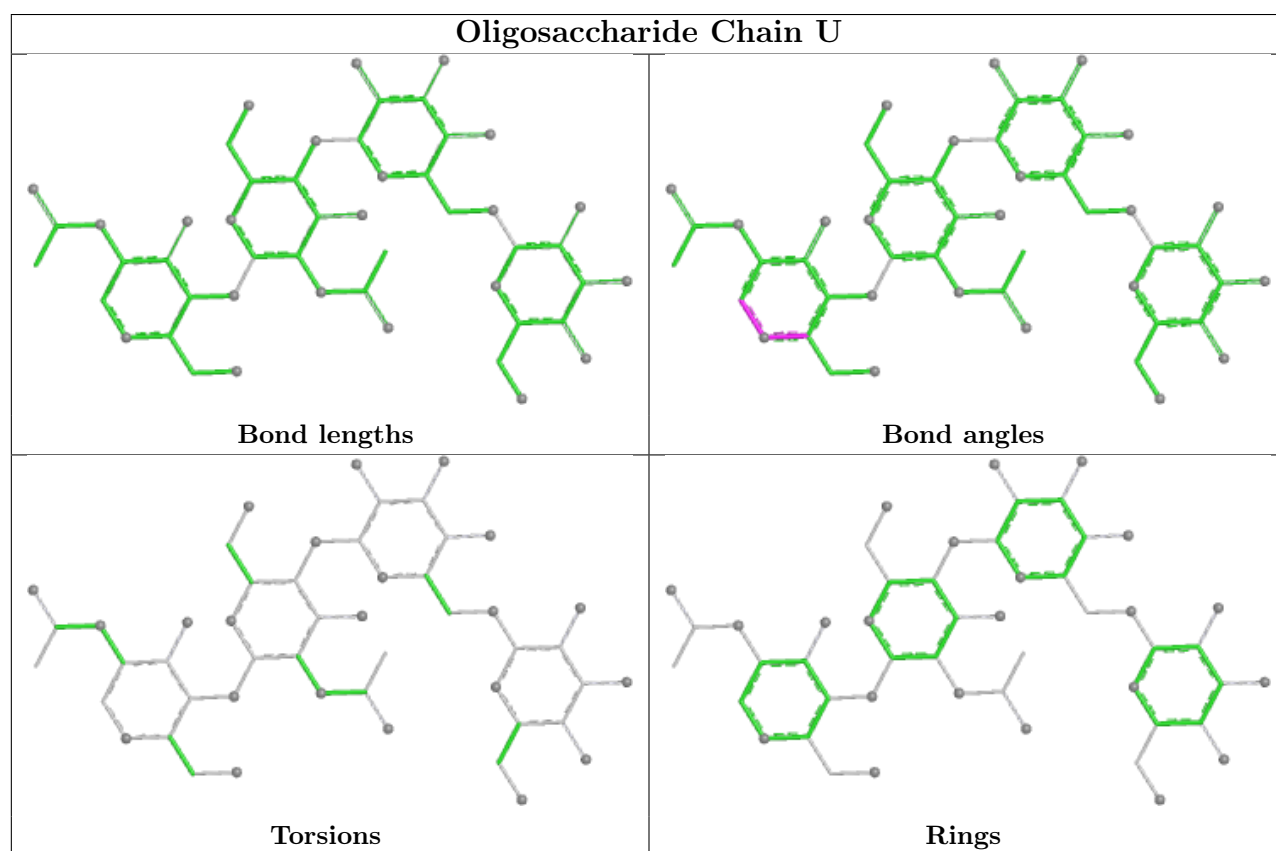 Oligosaccharide Chain U
Bond lengths
Bond angles
Torsions
Rings